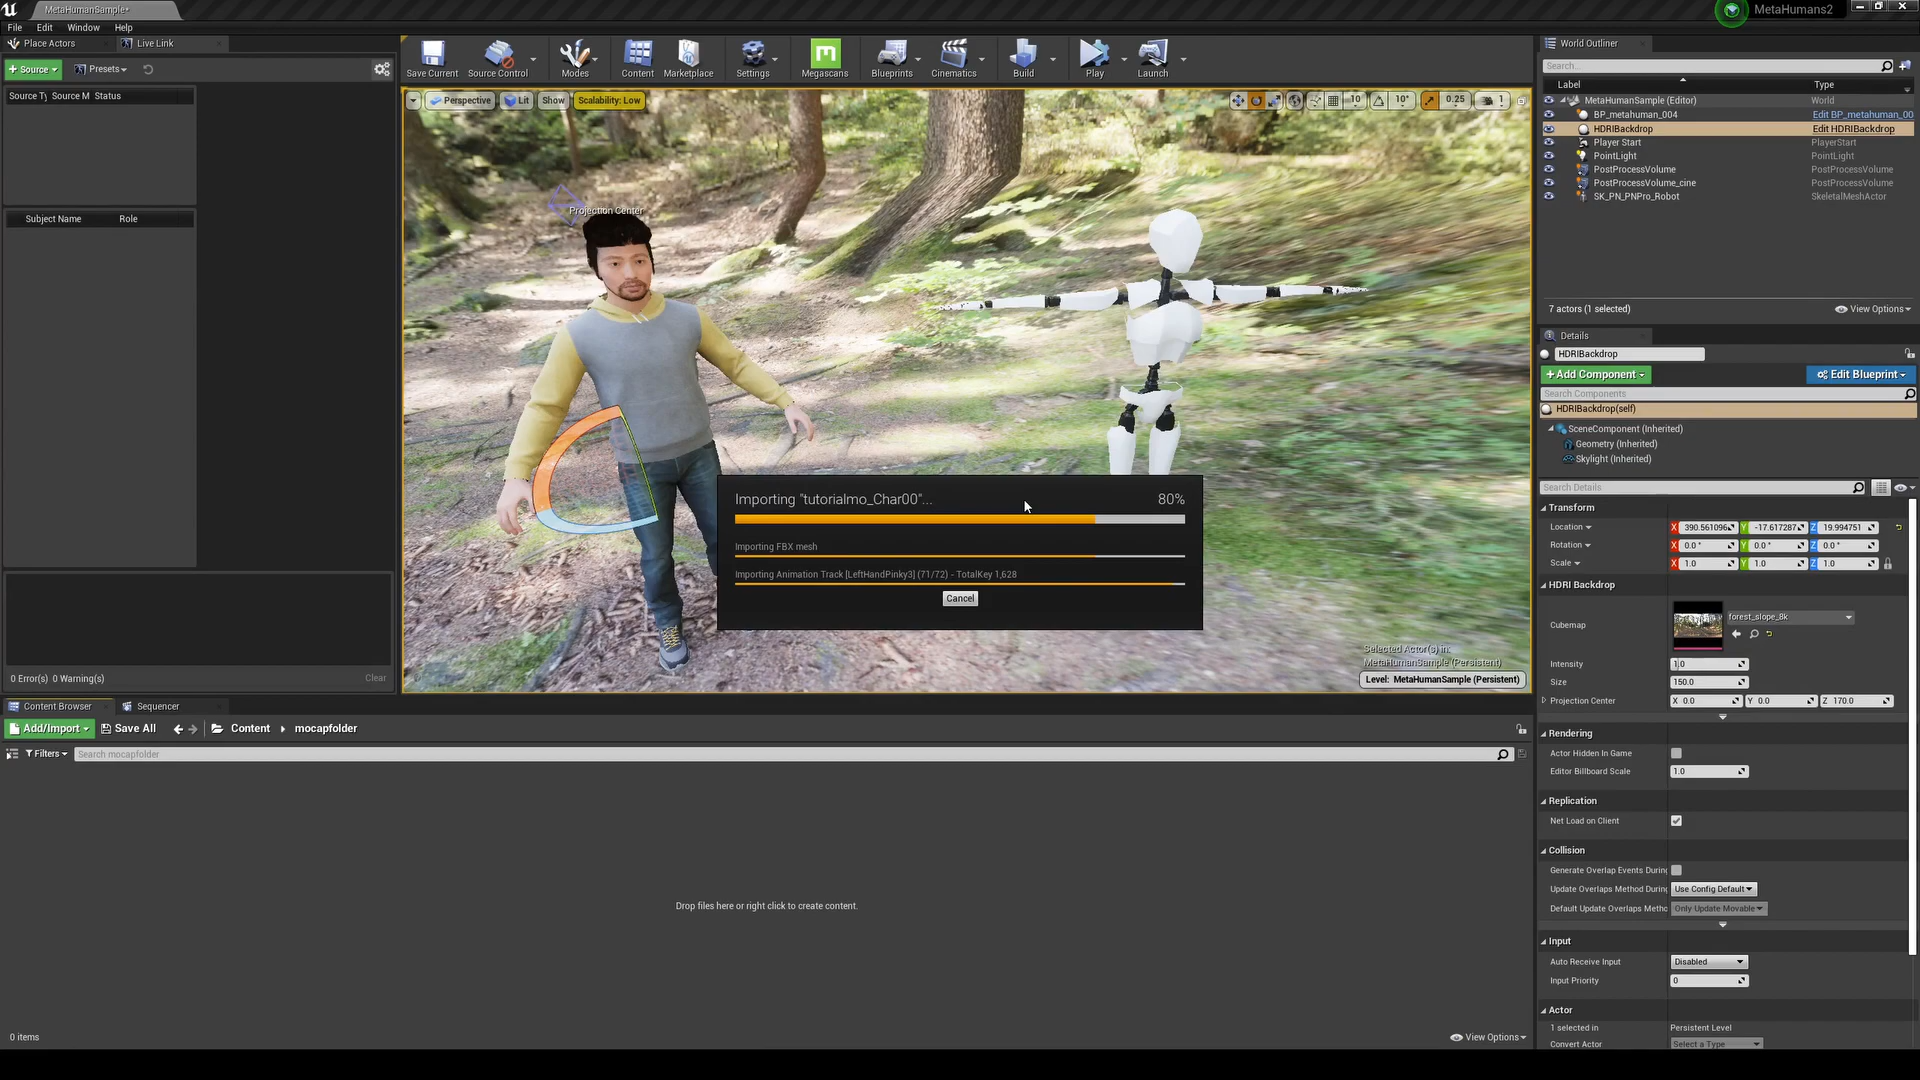 MetaHumanSample*
MetaHumans2
File Edit Window Help
Place Actors Live Link
+ Source Presets
Source Ty Source M Status
Subject Name Role
0 Error(s) 0 Warning(s) Clear
Save Current Source Control Modes Content Marketplace Settings Megascans Blueprints Cinematics Build Play Launch
Perspective Lit Show Scalability: Low 10 10° 0.25 1
Projection Center
Importing "tutorialmo_Char00"... 80%
Importing FBX mesh
Importing Animation Track [LeftHandPinky3] (71/72) - TotalKey 1,628
Cancel
Selected Actor(s) in:
MetaHumanSample (Persistent)
Level: MetaHumanSample (Persistent)
Content Browser Sequencer
Add/Import Save All Content mocapfolder
Filters Search mocapfolder
Drop files here or right click to create content.
0 items View Options
World Outliner
Search...
Label Type
MetaHumanSample (Editor) World
BP_metahuman_004 Edit BP_metahuman_00
HDRIBackdrop Edit HDRIBackdrop
Player Start PlayerStart
PointLight PointLight
PostProcessVolume PostProcessVolume
PostProcessVolume_cine PostProcessVolume
SK_PN_PNPro_Robot SkeletalMeshActor
7 actors (1 selected) View Options
Details
HDRIBackdrop
+ Add Component Edit Blueprint
Search Components
HDRIBackdrop(self)
SceneComponent (Inherited)
Geometry (Inherited)
Skylight (Inherited)
Search Details
Transform
Location X 390.561096 Y -17.617287 Z 19.994751
Rotation X 0.0° Y 0.0° Z 0.0°
Scale X 1.0 Y 1.0 Z 1.0
HDRI Backdrop
Cubemap forest_slope_8k
Intensity 1.0
Size 150.0
Projection Center X 0.0 Y 0.0 Z 170.0
Rendering
Actor Hidden In Game
Editor Billboard Scale 1.0
Replication
Net Load on Client
Collision
Generate Overlap Events During
Update Overlaps Method During Use Config Default
Default Update Overlaps Metho Only Update Movable
Input
Auto Receive Input Disabled
Input Priority 0
Actor
1 selected in Persistent Level
Convert Actor Select a Type